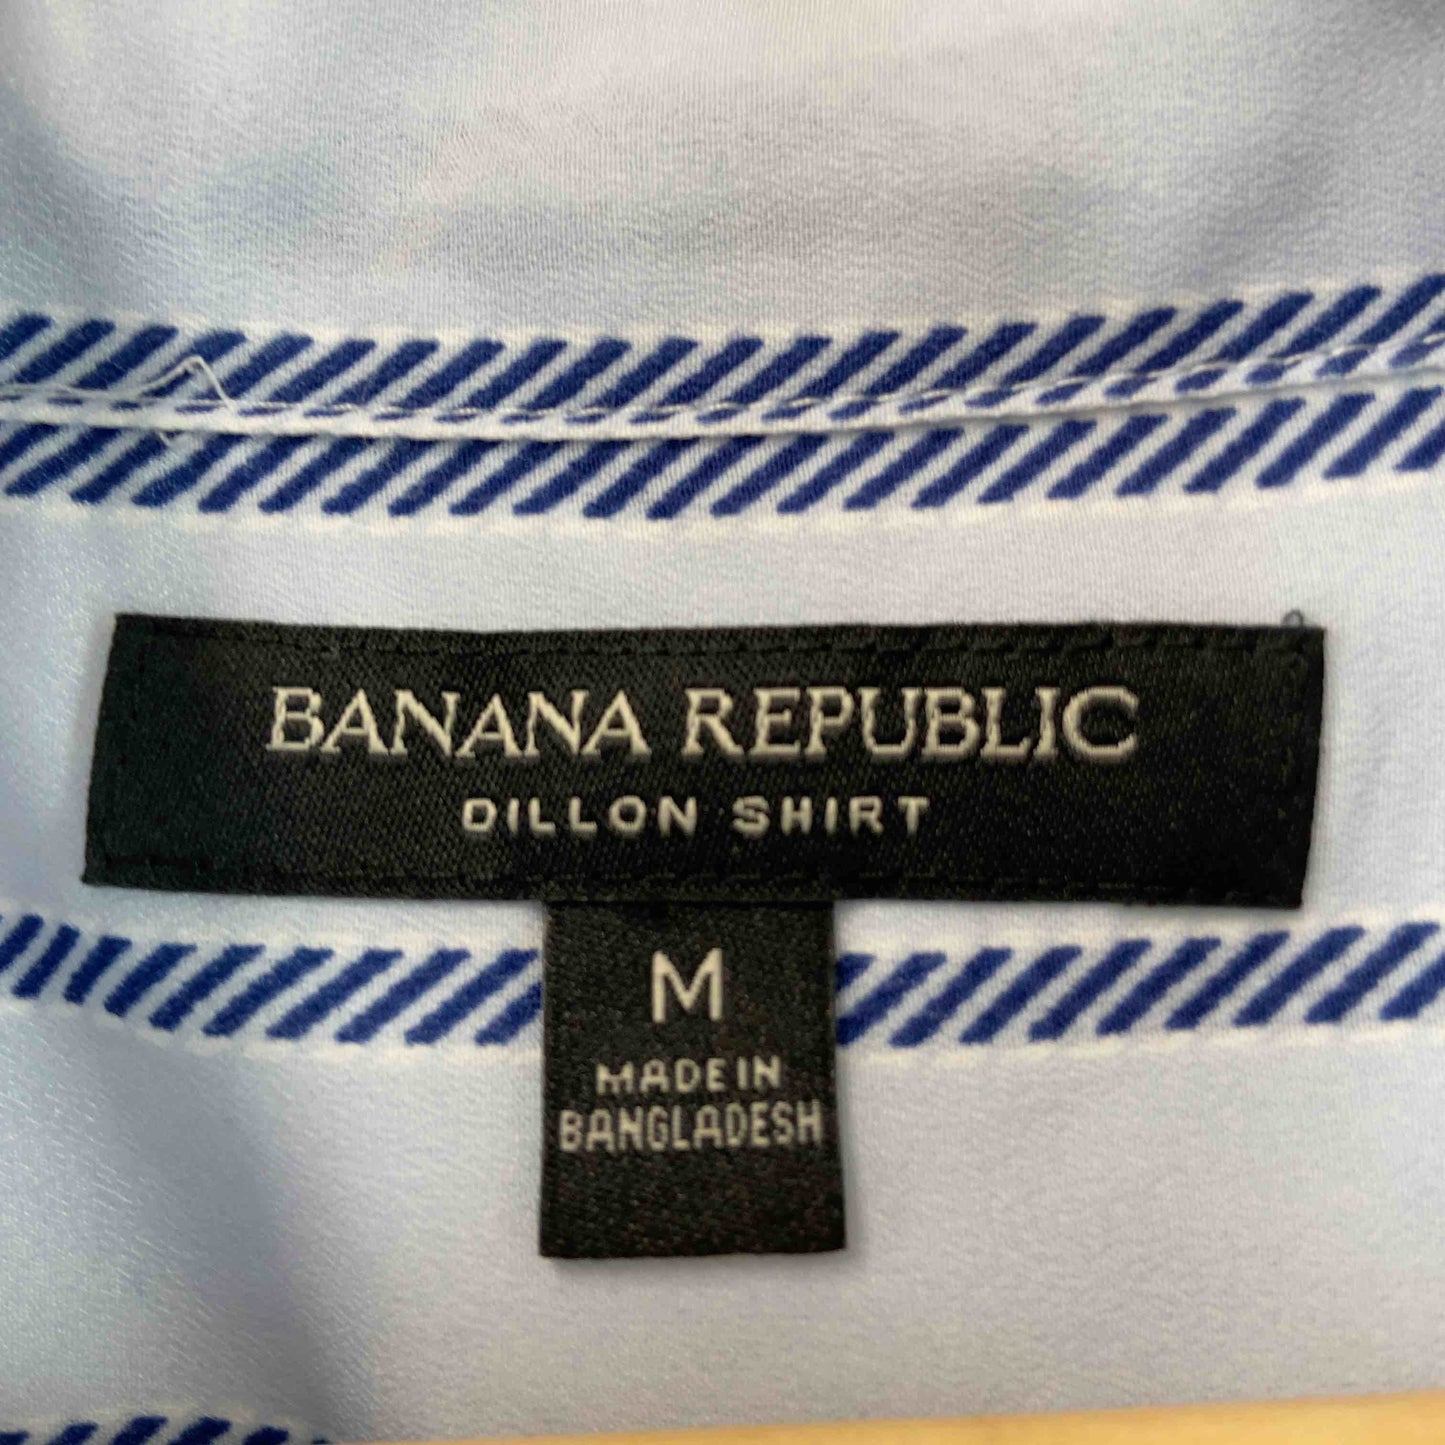 BANANA REPUBLIC
DILLON SHIRT
M
MADE IN
BANGLADESH